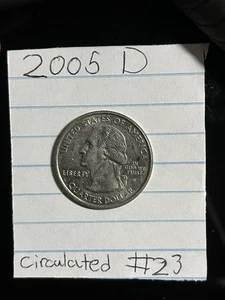 2005 D
UNITED STATES OF AMERICA
LIBERTY
IN
GOD WE
TRUST
D
QUARTER DOLLAR
Circulated #23